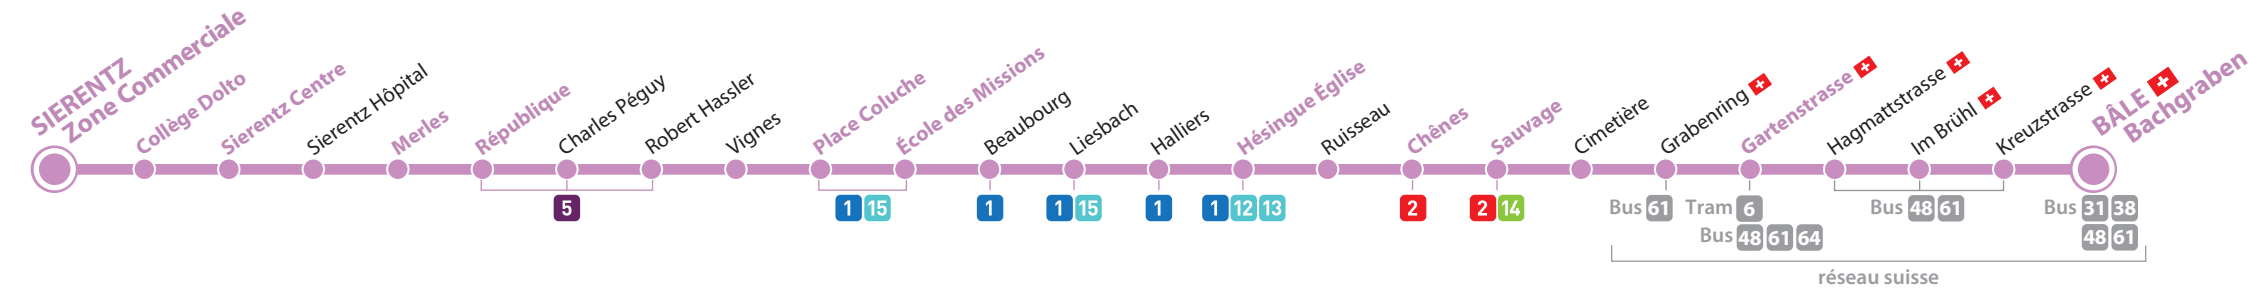 SIERENTZ
Zone Commerciale
Collège Dolto
Sierentz Centre
Sierentz Hôpital
Merles
République
Charles Péguy
Robert Hassler
Vignes
Place Coluche
École des Missions
Beaubourg
Liesbach
Halliers
Hésingue Église
Ruisseau
Chênes
Sauvage
Cimetière
Grabenring
Gartenstrasse
Hagmattstrasse
Im Brühl
Kreuzstrasse
BÂLE
Bachgraben
5
1 15
1
1 15
1
1 12 13
2
2 14
Bus 61
Tram 6
Bus 48 61 64
Bus 48 61
Bus 31 38
48 61
réseau suisse